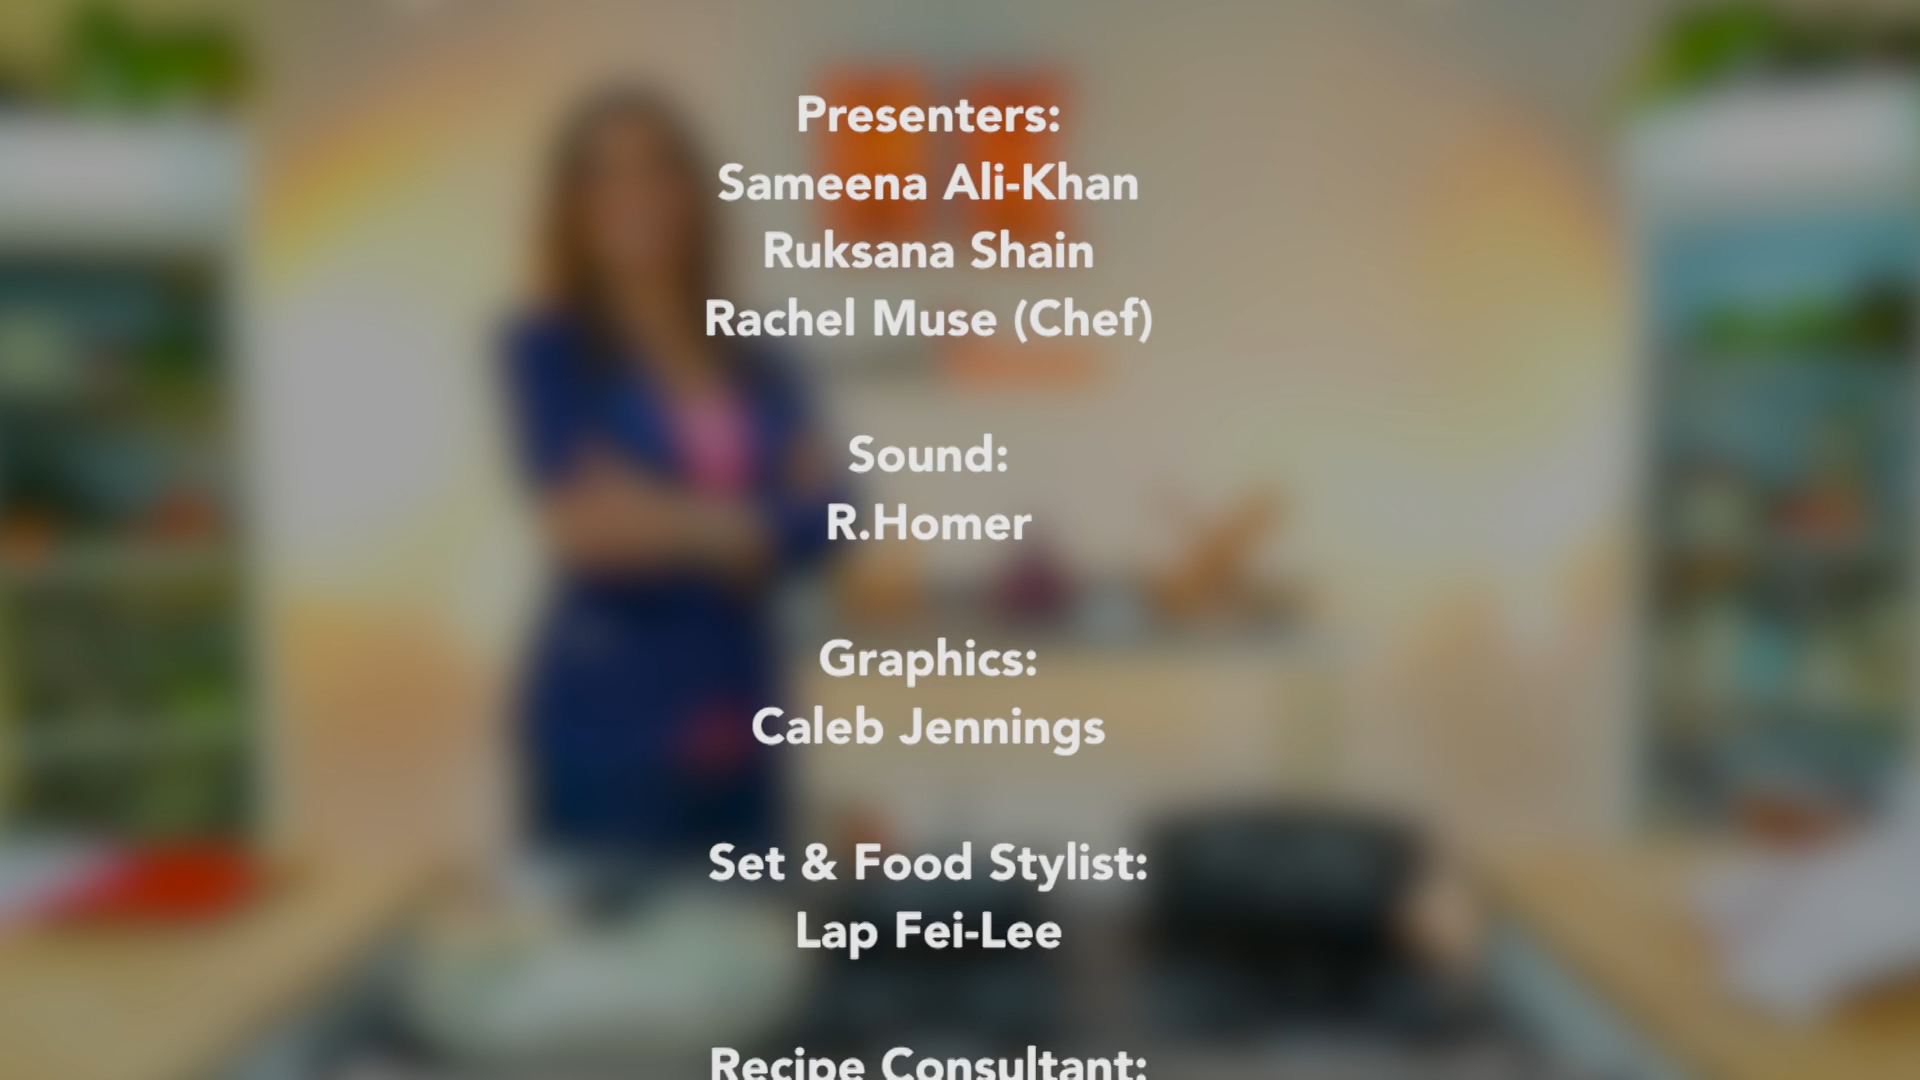 Presenters:
Sameena Ali-Khan
Ruksana Shain
Rachel Muse (Chef)
Sound:
R.Homer
Graphics:
Caleb Jennings
Set & Food Stylist:
Lap Fei-Lee
Recipe Consultant: